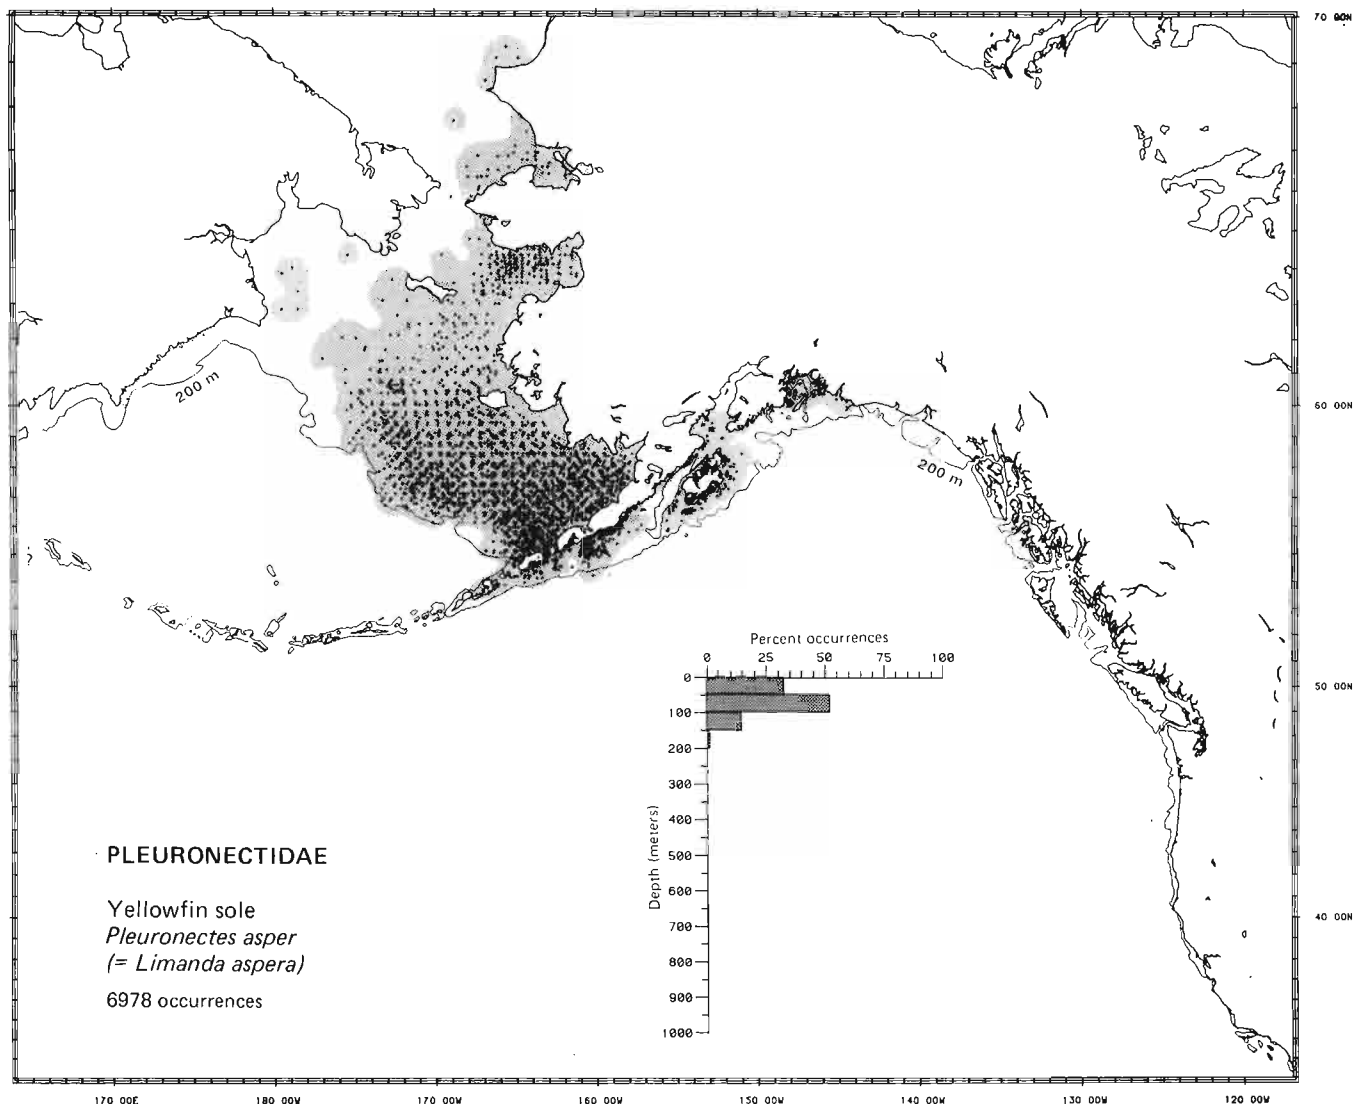 70 00N
200 m
60 00N
200 m
Percent occurrences
0 25 50 75 100
50 00N
0
100
200
300
400
500
600
700
800
900
1000
Depth (meters)
PLEURONECTIDAE
Yellowfin sole
Pleuronectes asper
(= Limanda aspera)
6978 occurrences
40 00N
170 00E 180 00W 170 00W 160 00W 150 00W 140 00W 130 00W 120 00W